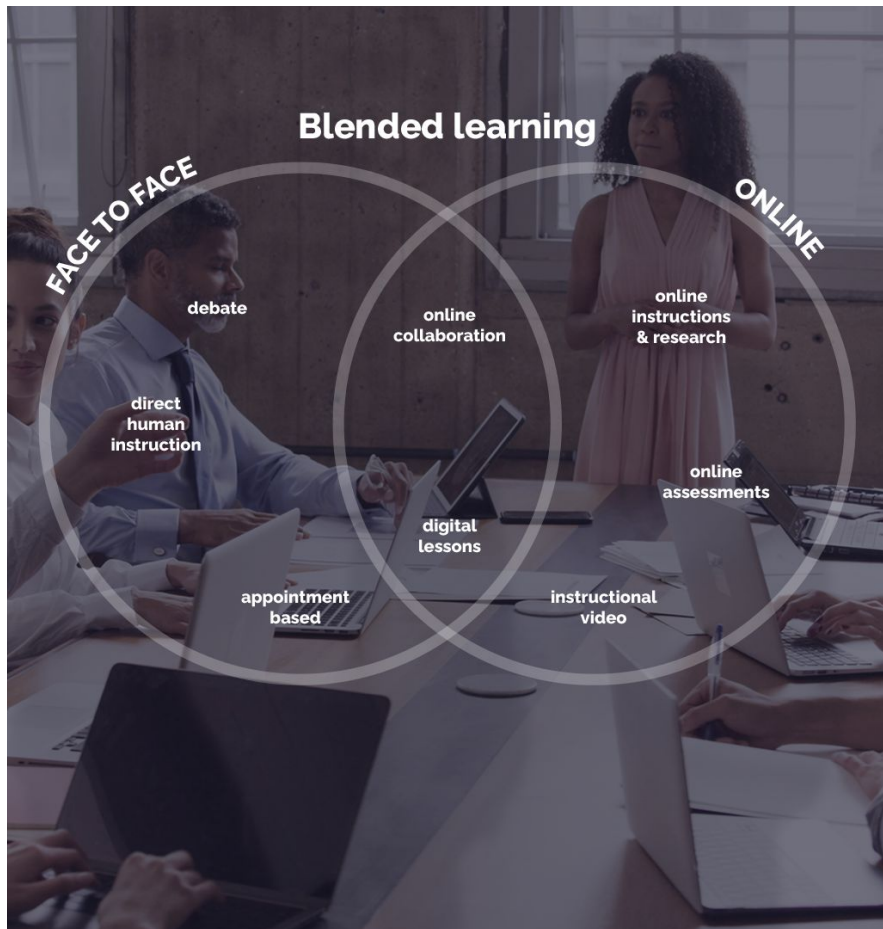 Blended learning
FACE TO FACE
ONLINE
debate
online
collaboration
online
instructions
& research
direct
human
instruction
online
assessments
digital
lessons
appointment
based
instructional
video